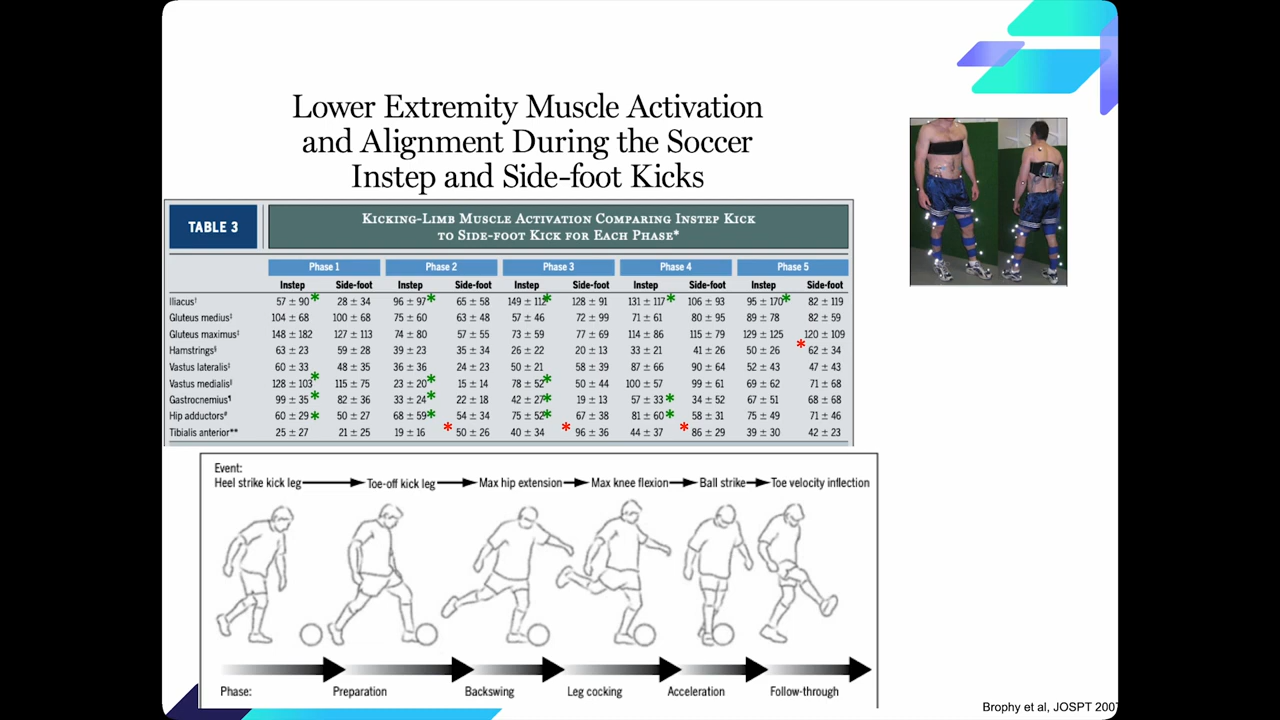 Lower Extremity Muscle Activation
and Alignment During the Soccer
Instep and Side-foot Kicks
TABLE 3
Kicking-Limb Muscle Activation Comparing Instep Kick
to Side-foot Kick for Each Phase*
Phase 1 Phase 2 Phase 3 Phase 4 Phase 5
Instep Side-foot Instep Side-foot Instep Side-foot Instep Side-foot Instep Side-foot
Iliacus† 57 ± 90* 28 ± 34 96 ± 97* 65 ± 58 149 ± 112* 128 ± 91 131 ± 117* 106 ± 93 95 ± 170* 82 ± 119
Gluteus medius‡ 104 ± 68 100 ± 68 75 ± 60 63 ± 48 57 ± 46 72 ± 99 71 ± 61 80 ± 95 89 ± 78 82 ± 59
Gluteus maximus‡ 148 ± 182 127 ± 113 74 ± 80 57 ± 55 73 ± 59 77 ± 69 114 ± 86 115 ± 79 129 ± 125 120 ± 109
Hamstrings§ 63 ± 23 59 ± 28 39 ± 23 35 ± 34 26 ± 22 20 ± 13 33 ± 21 41 ± 26 50 ± 26 * 62 ± 34
Vastus lateralis‡ 60 ± 33 48 ± 35 36 ± 36 24 ± 23 50 ± 21 58 ± 39 87 ± 66 90 ± 64 52 ± 43 47 ± 43
Vastus medialis‖ 128 ± 103* 115 ± 75 23 ± 20* 15 ± 14 78 ± 52* 50 ± 44 100 ± 57 99 ± 61 69 ± 62 71 ± 68
Gastrocnemius¶ 99 ± 35* 82 ± 36 33 ± 24* 22 ± 18 42 ± 27* 19 ± 13 57 ± 33* 34 ± 52 67 ± 51 68 ± 68
Hip adductors# 60 ± 29* 50 ± 27 68 ± 59* 54 ± 34 75 ± 52* 67 ± 38 81 ± 60* 58 ± 31 75 ± 49 71 ± 46
Tibialis anterior** 25 ± 27 21 ± 25 19 ± 16 * 50 ± 26 40 ± 34 * 96 ± 36 44 ± 37 * 86 ± 29 39 ± 30 42 ± 23
Event:
Heel strike kick leg Toe-off kick leg Max hip extension Max knee flexion Ball strike Toe velocity inflection
Phase: Preparation Backswing Leg cocking Acceleration Follow-through
Brophy et al, JOSPT 2007